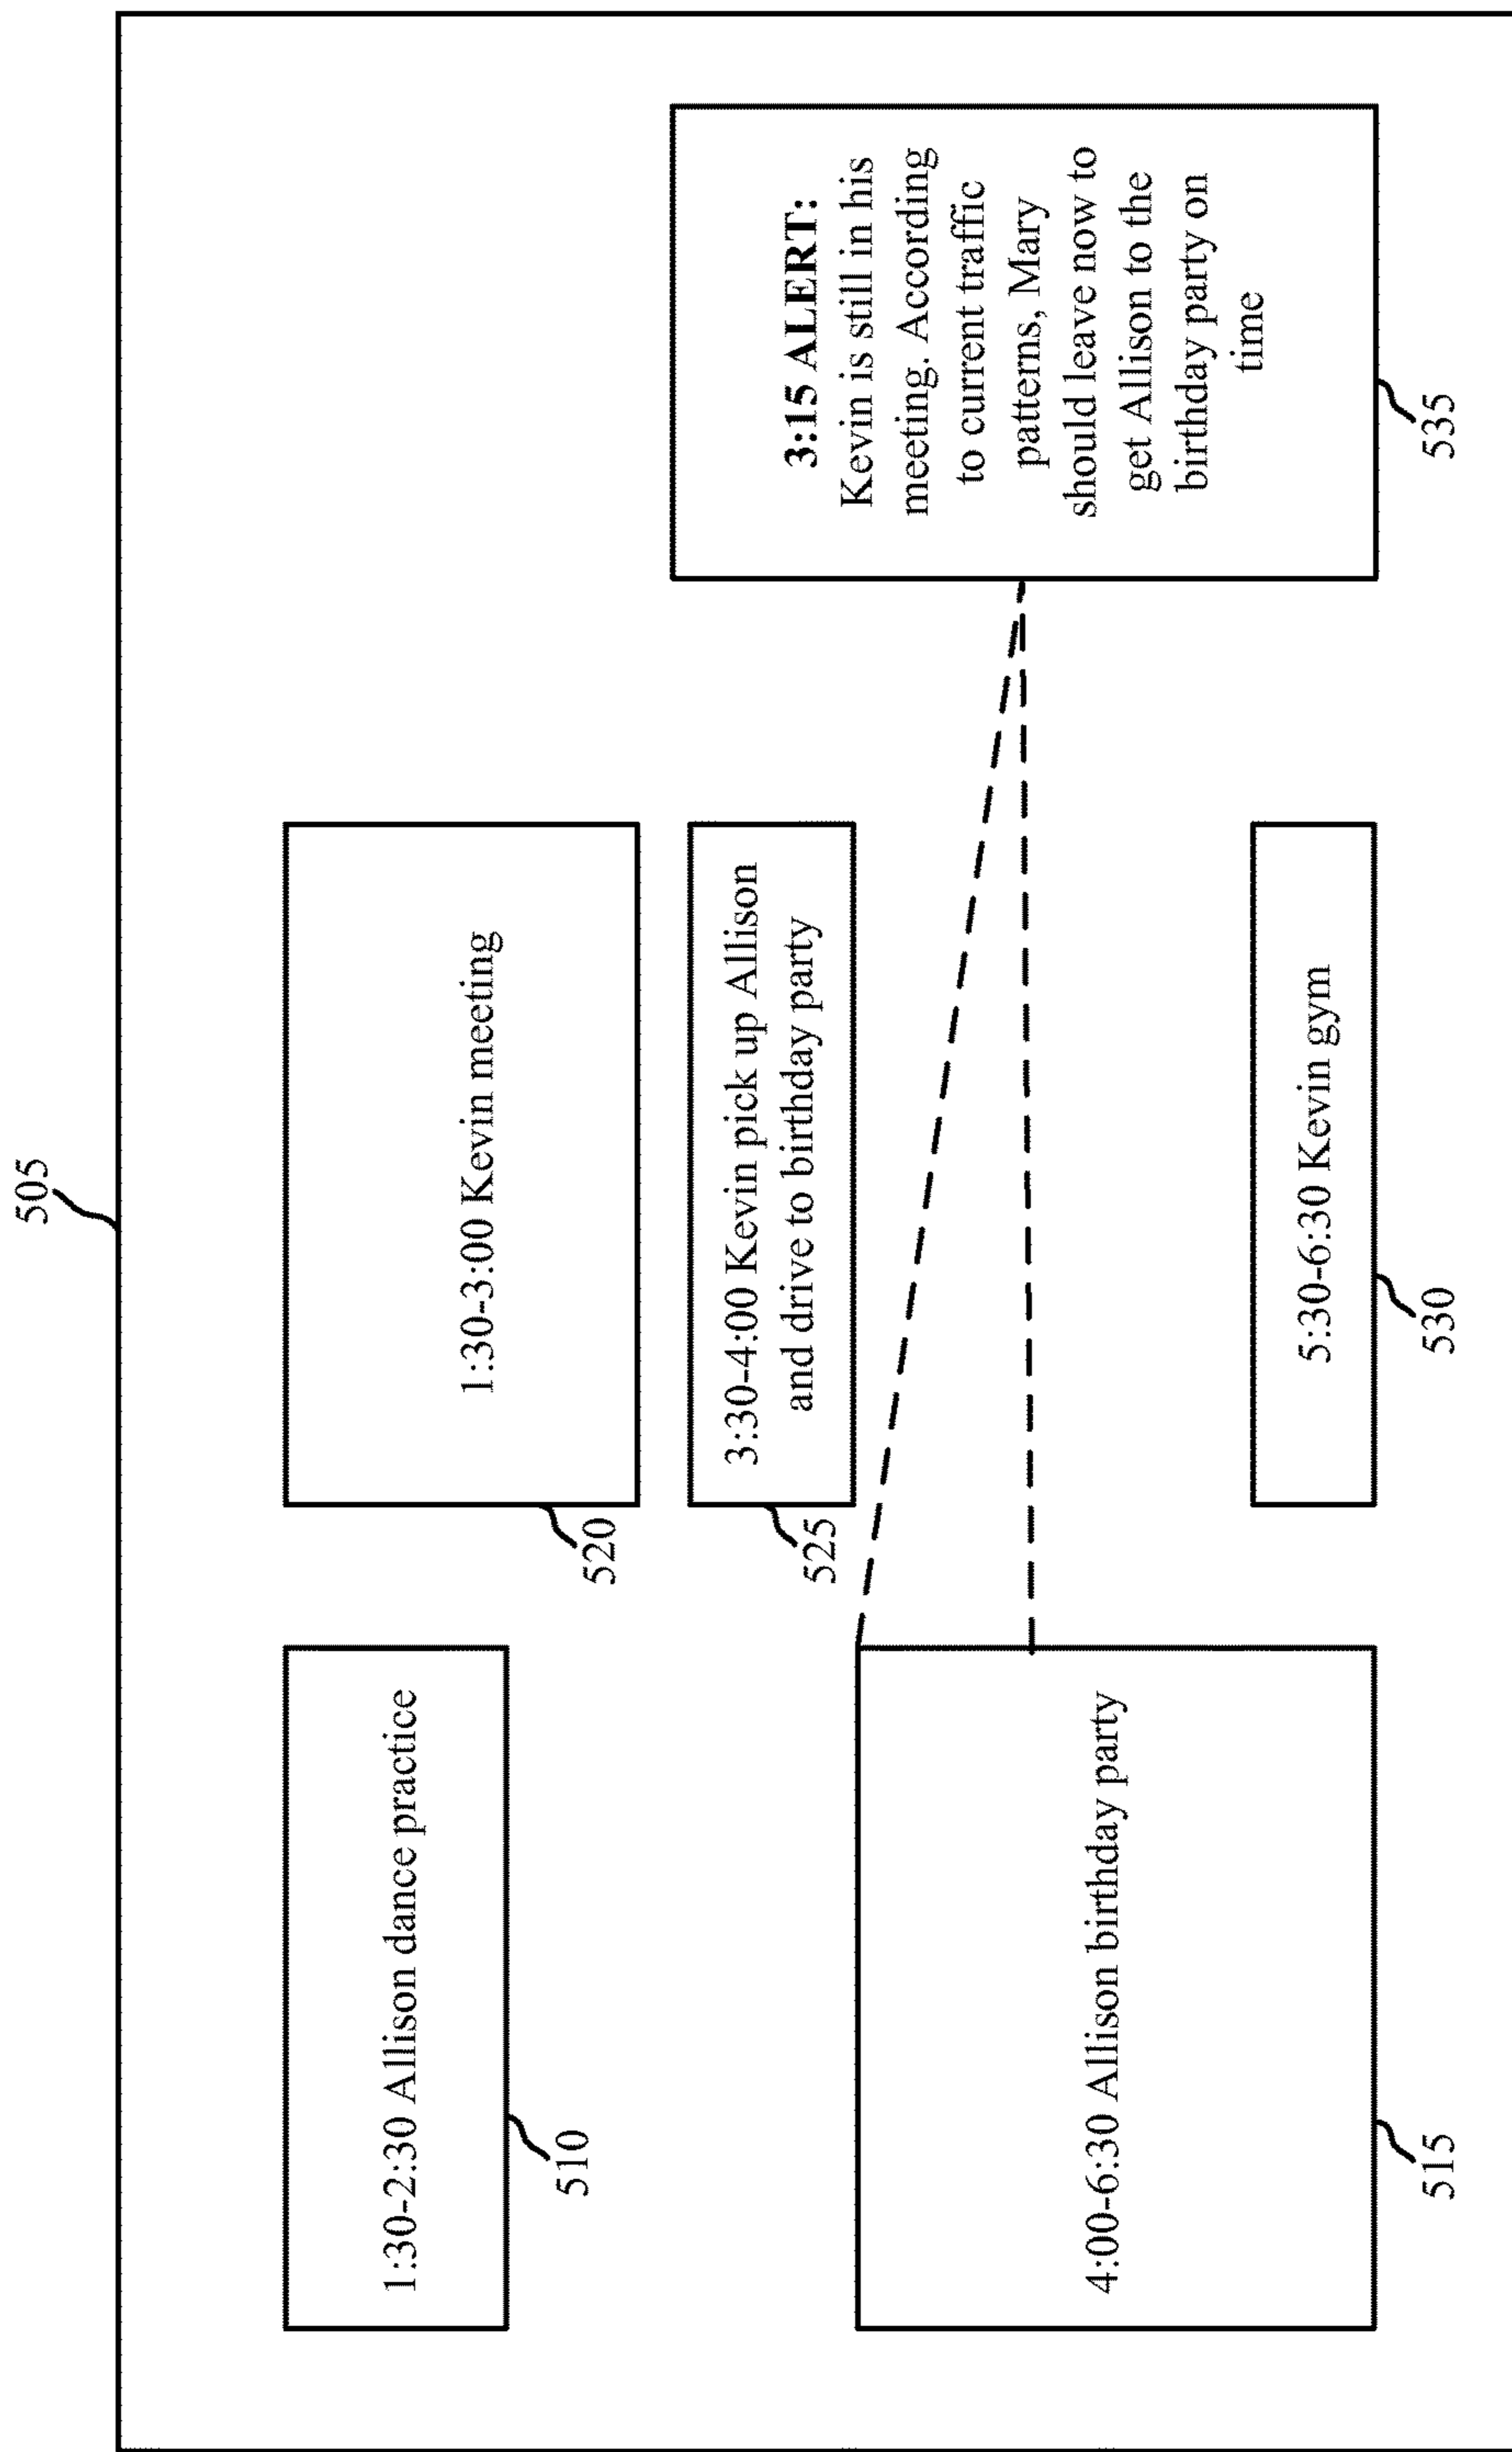 505
1:30-2:30 Allison dance practice
510
4:00-6:30 Allison birthday party
515
1:30-3:00 Kevin meeting
520
3:30-4:00 Kevin pick up Allison
and drive to birthday party
525
5:30-6:30 Kevin gym
530
3:15 ALERT:
Kevin is still in his
meeting. According
to current traffic
patterns, Mary
should leave now to
get Allison to the
birthday party on
time
535